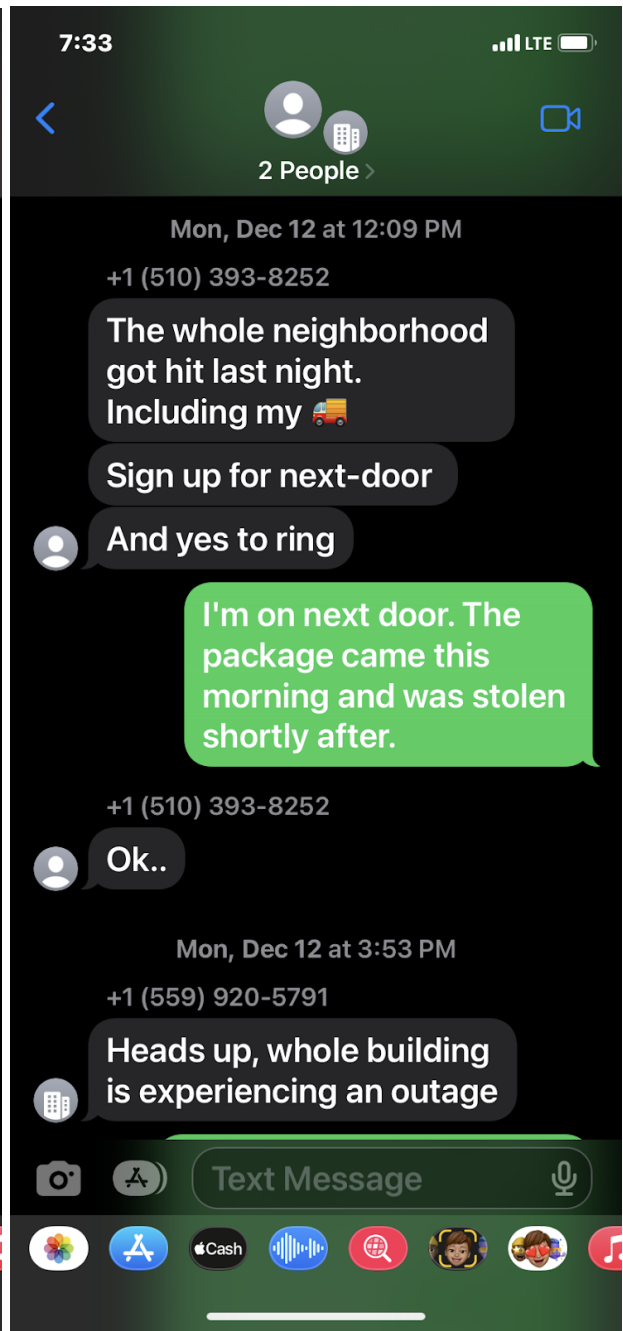 7:33
LTE
2 People >
Mon, Dec 12 at 12:09 PM
+1 (510) 393-8252
The whole neighborhood
got hit last night.
Including my 🚚
Sign up for next-door
And yes to ring
I'm on next door. The
package came this
morning and was stolen
shortly after.
+1 (510) 393-8252
Ok..
Mon, Dec 12 at 3:53 PM
+1 (559) 920-5791
Heads up, whole building
is experiencing an outage
Text Message
Cash